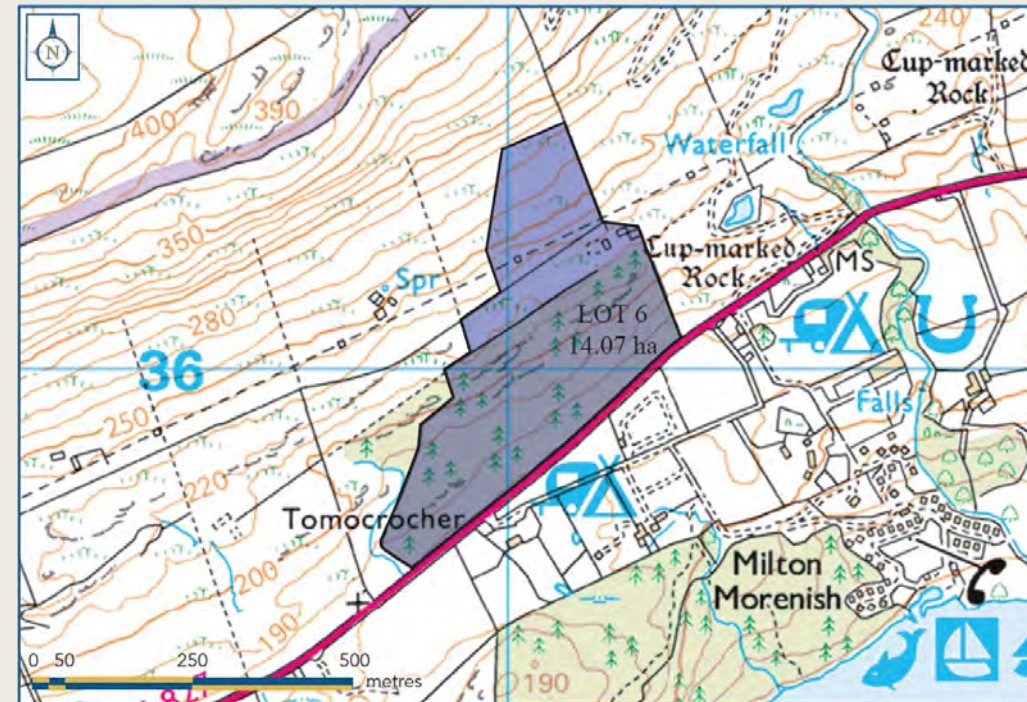 N
240
Cup-marked
Rock
400
390
Waterfall
350
Cup-marked
Rock
MS
Spr
LOT 6
14.07 ha
280
36
Falls
250
220
Tomocrocher
200
Milton
Morenish
190
190
0 50 250 500 metres